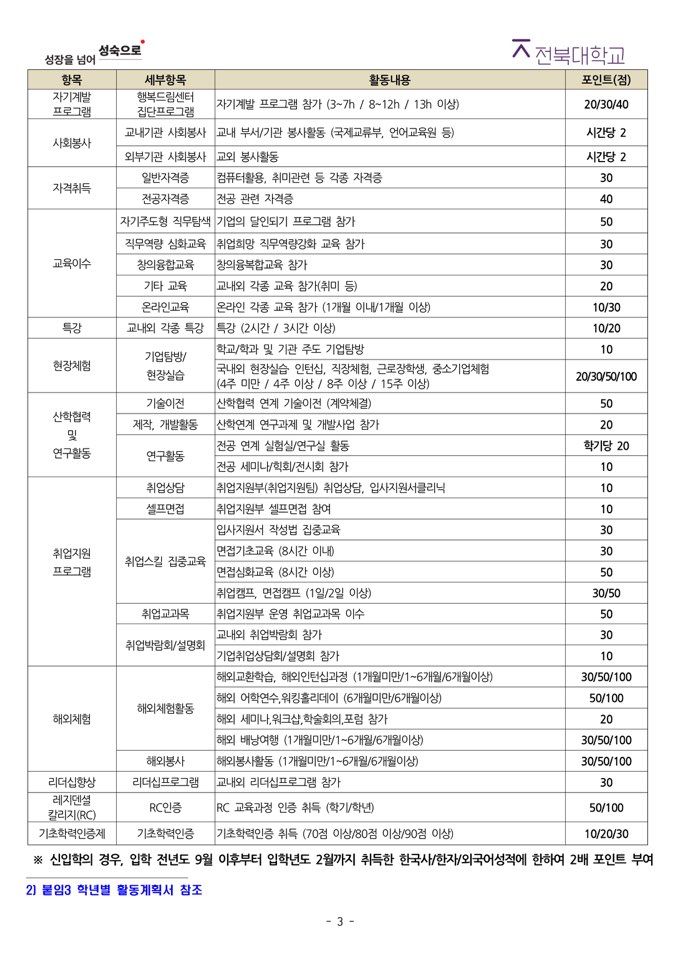 성장을 넘어 성숙으로
전북대학교
항목 세부항목 활동내용 포인트(점)
자기계발 프로그램 행복드림센터 집단프로그램 자기계발 프로그램 참가 (3~7h / 8~12h / 13h 이상) 20/30/40
사회봉사 교내기관 사회봉사 교내 부서/기관 봉사활동 (국제교류부, 언어교육원 등) 시간당 2
외부기관 사회봉사 교외 봉사활동 시간당 2
자격취득 일반자격증 컴퓨터활용, 취미관련 등 각종 자격증 30
전공자격증 전공 관련 자격증 40
교육이수 자기주도형 직무탐색 기업의 달인되기 프로그램 참가 50
직무역량 심화교육 취업희망 직무역량강화 교육 참가 30
창의융합교육 창의융복합교육 참가 30
기타 교육 교내외 각종 교육 참가(취미 등) 20
온라인교육 온라인 각종 교육 참가 (1개월 이내/1개월 이상) 10/30
특강 교내외 각종 특강 특강 (2시간 / 3시간 이상) 10/20
현장체험 기업탐방/ 현장실습 학교/학과 및 기관 주도 기업탐방 10
국내외 현장실습· 인턴십, 직장체험, 근로장학생, 중소기업체험
(4주 미만 / 4주 이상 / 8주 이상 / 15주 이상) 20/30/50/100
산학협력 및 연구활동 기술이전 산학협력 연계 기술이전 (계약체결) 50
제작, 개발활동 산학연계 연구과제 및 개발사업 참가 20
연구활동 전공 연계 실험실/연구실 활동 학기당 20
전공 세미나/학회/전시회 참가 10
취업지원 프로그램 취업상담 취업지원부(취업지원팀) 취업상담, 입사지원서클리닉 10
셀프면접 취업지원부 셀프면접 참여 10
취업스킬 집중교육 입사지원서 작성법 집중교육 30
면접기초교육 (8시간 이내) 30
면접심화교육 (8시간 이상) 50
취업캠프, 면접캠프 (1일/2일 이상) 30/50
취업교과목 취업지원부 운영 취업교과목 이수 50
취업박람회/설명회 교내외 취업박람회 참가 30
기업취업상담회/설명회 참가 10
해외체험 해외체험활동 해외교환학습, 해외인턴십과정 (1개월미만/1~6개월/6개월이상) 30/50/100
해외 어학연수,워킹홀리데이 (6개월미만/6개월이상) 50/100
해외 세미나,워크샵,학술회의,포럼 참가 20
해외 배낭여행 (1개월미만/1~6개월/6개월이상) 30/50/100
해외봉사 해외봉사활동 (1개월미만/1~6개월/6개월이상) 30/50/100
리더십향상 리더십프로그램 교내외 리더십프로그램 참가 30
레지덴셜 칼리지(RC) RC인증 RC 교육과정 인증 취득 (학기/학년) 50/100
기초학력인증제 기초학력인증 기초학력인증 취득 (70점 이상/80점 이상/90점 이상) 10/20/30
※ 신입학의 경우, 입학 전년도 9월 이후부터 입학년도 2월까지 취득한 한국사/한자/외국어성적에 한하여 2배 포인트 부여
2) 붙임3 학년별 활동계획서 참조
- 3 -